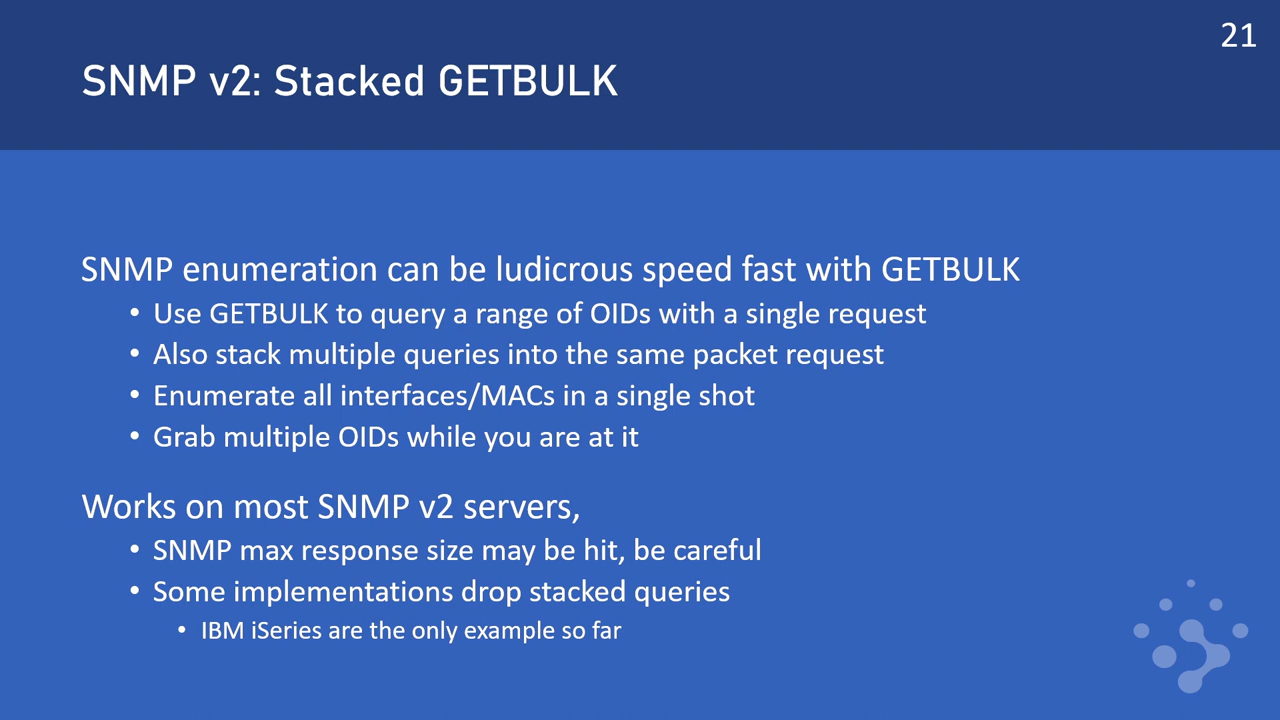 21
SNMP v2: Stacked GETBULK
SNMP enumeration can be ludicrous speed fast with GETBULK
• Use GETBULK to query a range of OIDs with a single request
• Also stack multiple queries into the same packet request
• Enumerate all interfaces/MACs in a single shot
• Grab multiple OIDs while you are at it
Works on most SNMP v2 servers,
• SNMP max response size may be hit, be careful
• Some implementations drop stacked queries
• IBM iSeries are the only example so far